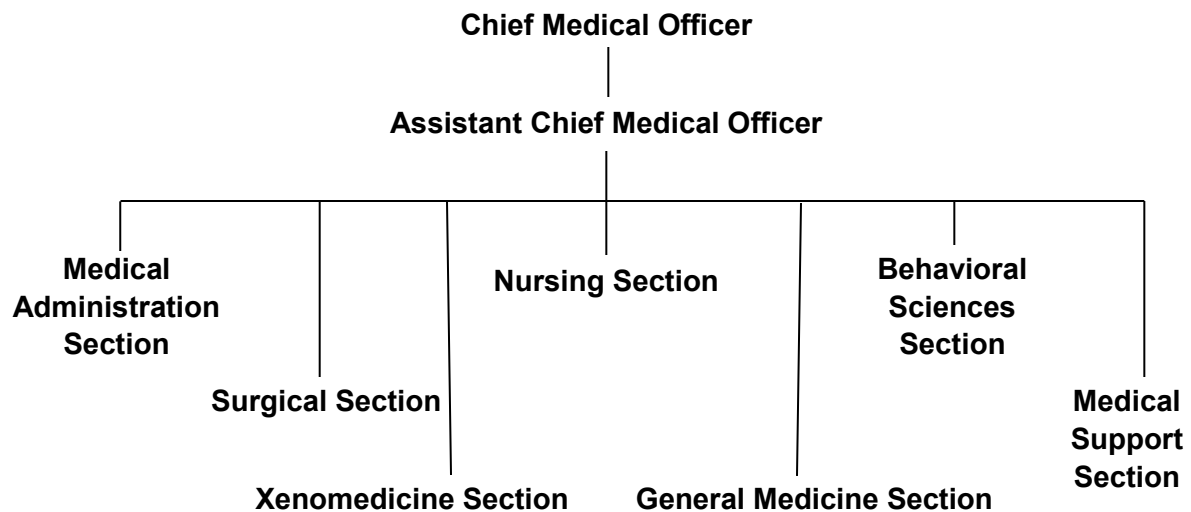 Chief Medical Officer
Assistant Chief Medical Officer
Medical
Administration
Section
Surgical Section
Xenomedicine Section
Nursing Section
General Medicine Section
Behavioral
Sciences
Section
Medical
Support
Section